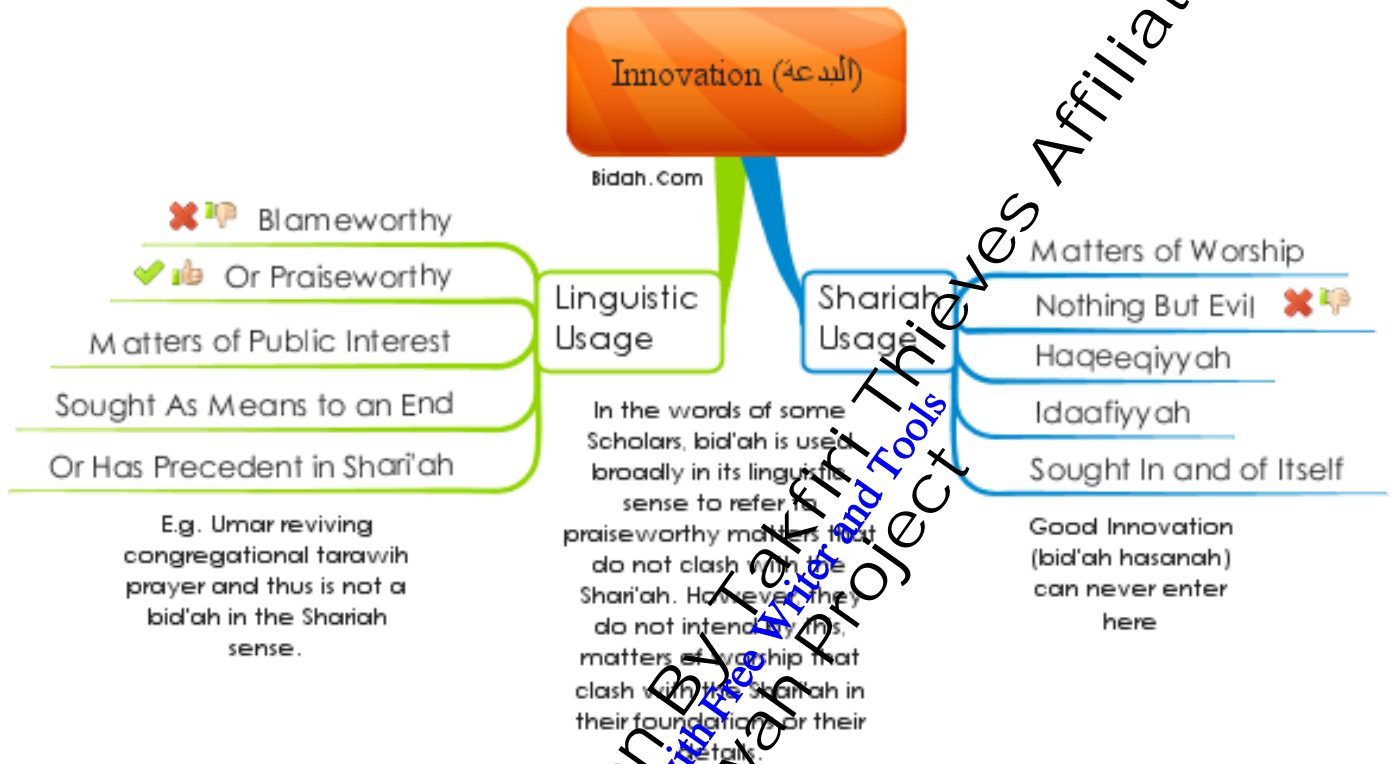 Innovation (البدعة)
Bidah.Com
Blameworthy
Or Praiseworthy
Matters of Public Interest
Sought As Means to an End
Or Has Precedent in Shari'ah
E.g. Umar reviving
congregational tarawih
prayer and thus is not a
bid'ah in the Shariah
sense.
Linguistic
Usage
In the words of some
Scholars, bid'ah is used
broadly in its linguistic
sense to refer to
praiseworthy matters that
do not clash with the
Shari'ah. However, they
do not intend by this,
matters of worship that
clash with the Shari'ah in
their foundations or their
details.
Shariah
Usage
Matters of Worship
Nothing But Evil
Haqeeqiyyah
Idaafiyyah
Sought In and of Itself
Good Innovation
(bid'ah hasanah)
can never enter
here
By Takfiri Thieves
with Free Writer and Tools
Project